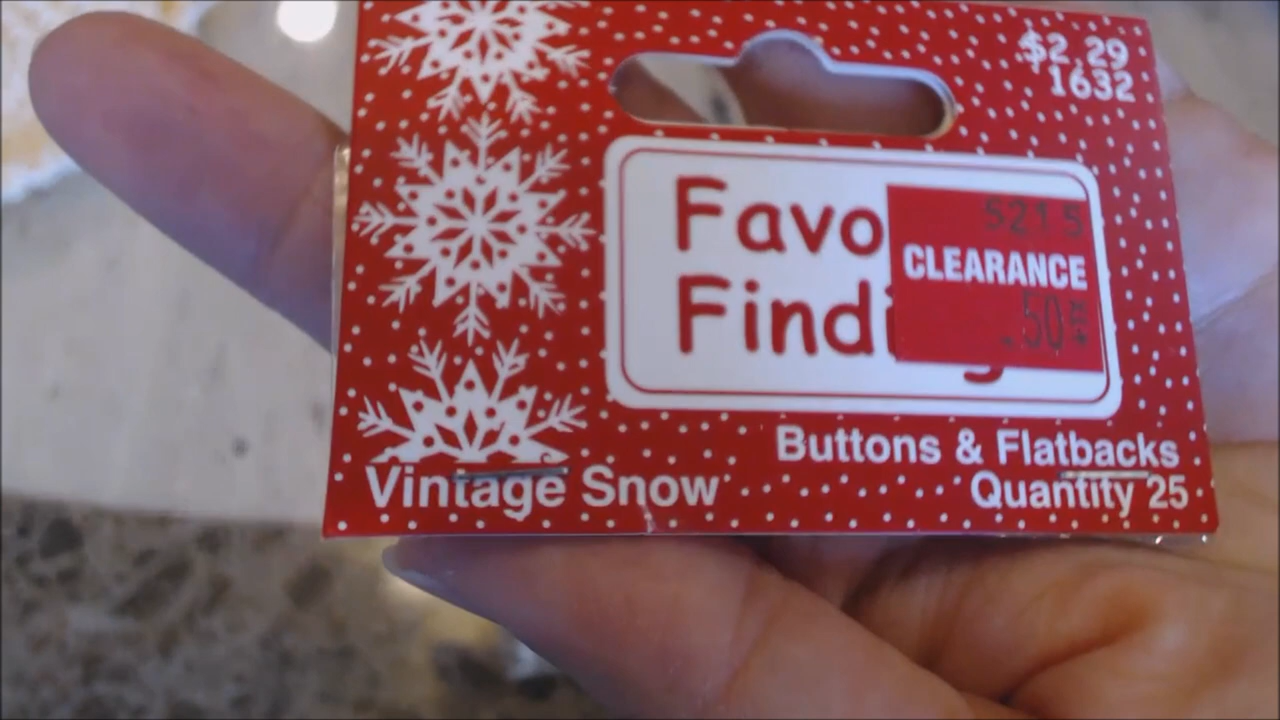 $2.29
1632
Favo
Findi g
5215
CLEARANCE
.50
Buttons & Flatbacks
Vintage Snow
Quantity 25